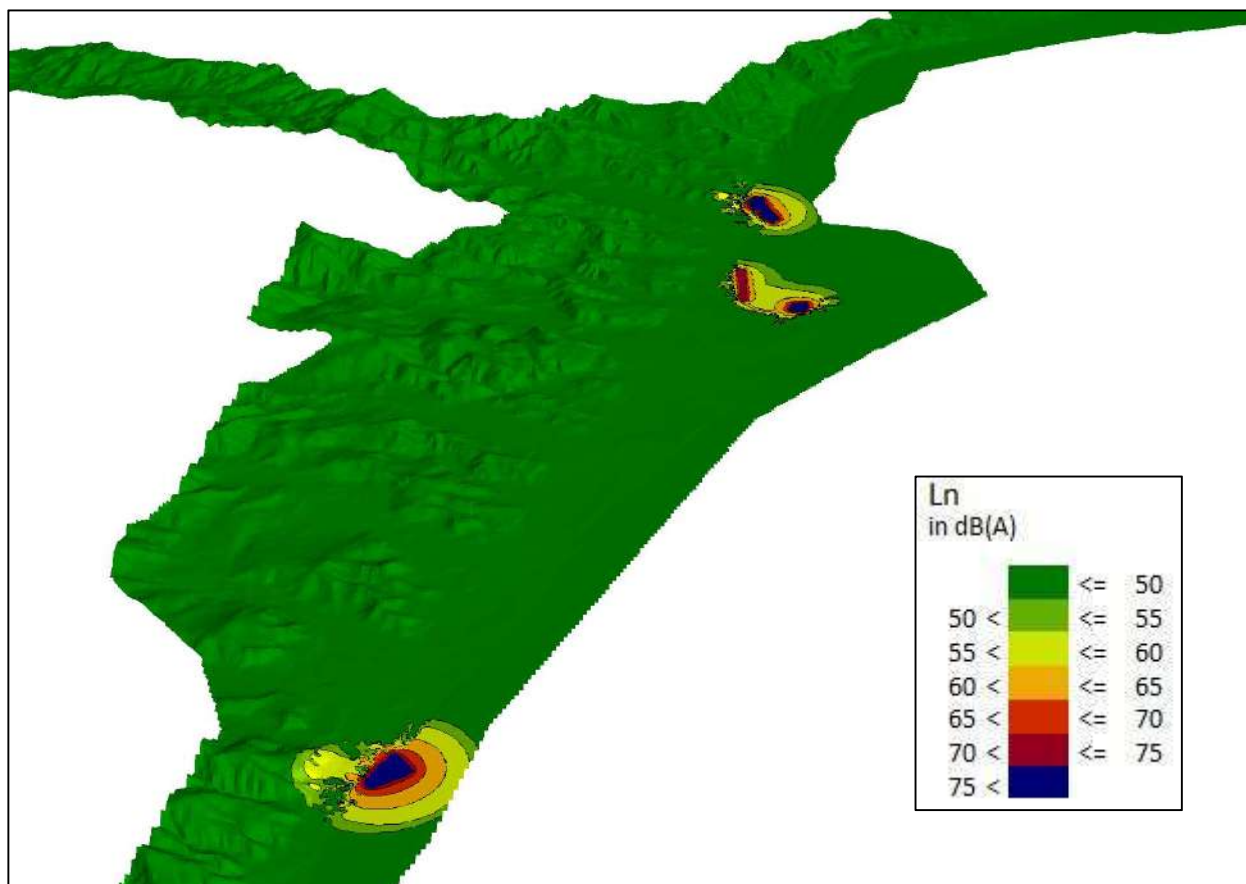 Ln
in dB(A)
<= 50
50 < <= 55
55 < <= 60
60 < <= 65
65 < <= 70
70 < <= 75
75 <